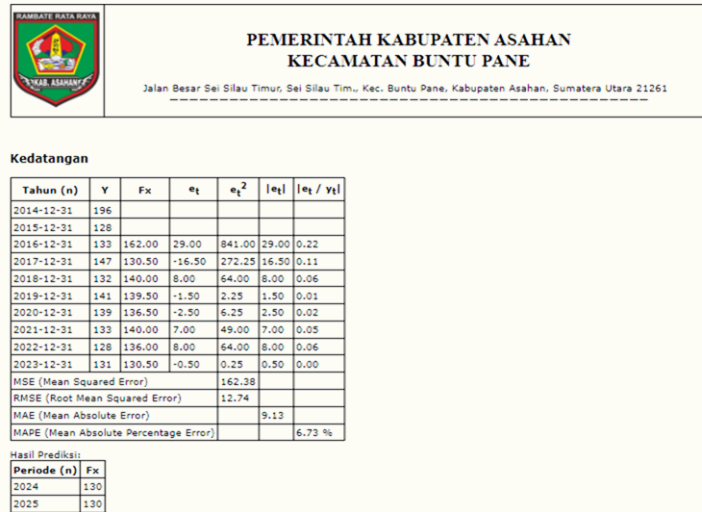 RAMBATE RATA RAYA
KAB. ASAHAN
PEMERINTAH KABUPATEN ASAHAN
KECAMATAN BUNTU PANE
Jalan Besar Sei Silau Timur, Sei Silau Tim., Kec. Buntu Pane, Kabupaten Asahan, Sumatera Utara 21261
Kedatangan
Tahun (n) Y Fx et et2 |et| |et / yt|
2014-12-31 196
2015-12-31 128
2016-12-31 133 162.00 29.00 841.00 29.00 0.22
2017-12-31 147 130.50 -16.50 272.25 16.50 0.11
2018-12-31 132 140.00 8.00 64.00 8.00 0.06
2019-12-31 141 139.50 -1.50 2.25 1.50 0.01
2020-12-31 139 136.50 -2.50 6.25 2.50 0.02
2021-12-31 133 140.00 7.00 49.00 7.00 0.05
2022-12-31 128 136.00 8.00 64.00 8.00 0.06
2023-12-31 131 130.50 -0.50 0.25 0.50 0.00
MSE (Mean Squared Error) 162.38
RMSE (Root Mean Squared Error) 12.74
MAE (Mean Absolute Error) 9.13
MAPE (Mean Absolute Percentage Error) 6.73 %
Hasil Prediksi:
Periode (n) Fx
2024 130
2025 130